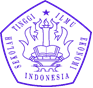 SEKOLAH TINGGI ILMU EKONOMI
INDONESIA